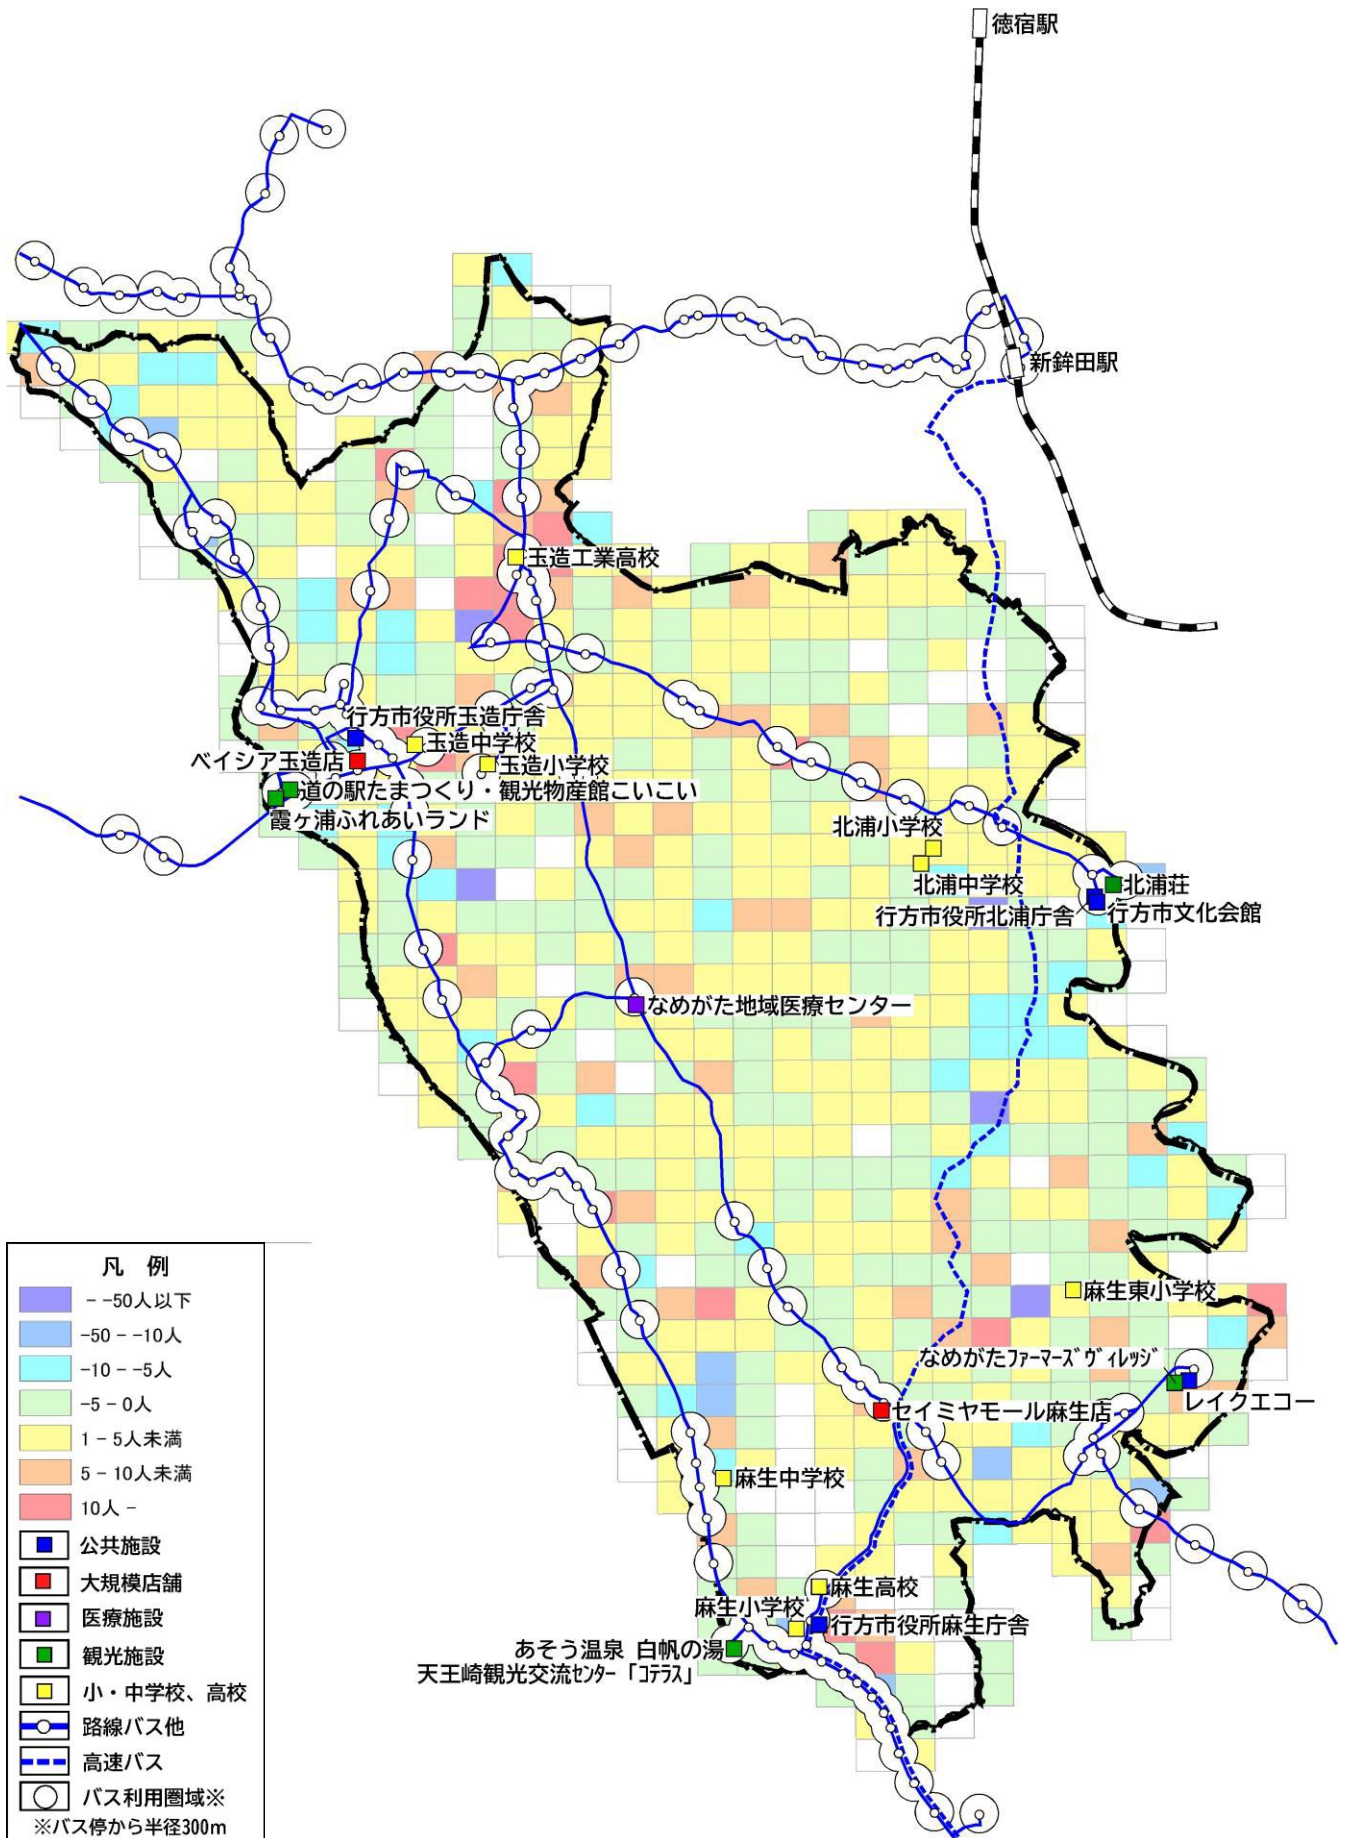 徳宿駅
新鉾田駅
玉造工業高校
行方市役所玉造庁舎
玉造中学校
ベイシア玉造店
玉造小学校
道の駅たまつくり・観光物産館こいこい
霞ヶ浦ふれあいランド
北浦小学校
北浦中学校
北浦荘
行方市役所北浦庁舎
行方市文化会館
なめがた地域医療センター
麻生東小学校
なめがたファーマーズヴィレッジ
レイクエコー
セイミヤモール麻生店
麻生中学校
麻生高校
麻生小学校
行方市役所麻生庁舎
あそう温泉 白帆の湯
天王崎観光交流センター「コテラス」
凡 例
- -50人以下
-50 - -10人
-10 - -5人
-5 - 0人
1 - 5人未満
5 - 10人未満
10人 -
公共施設
大規模店舗
医療施設
観光施設
小・中学校、高校
路線バス他
高速バス
バス利用圏域※
※バス停から半径300m